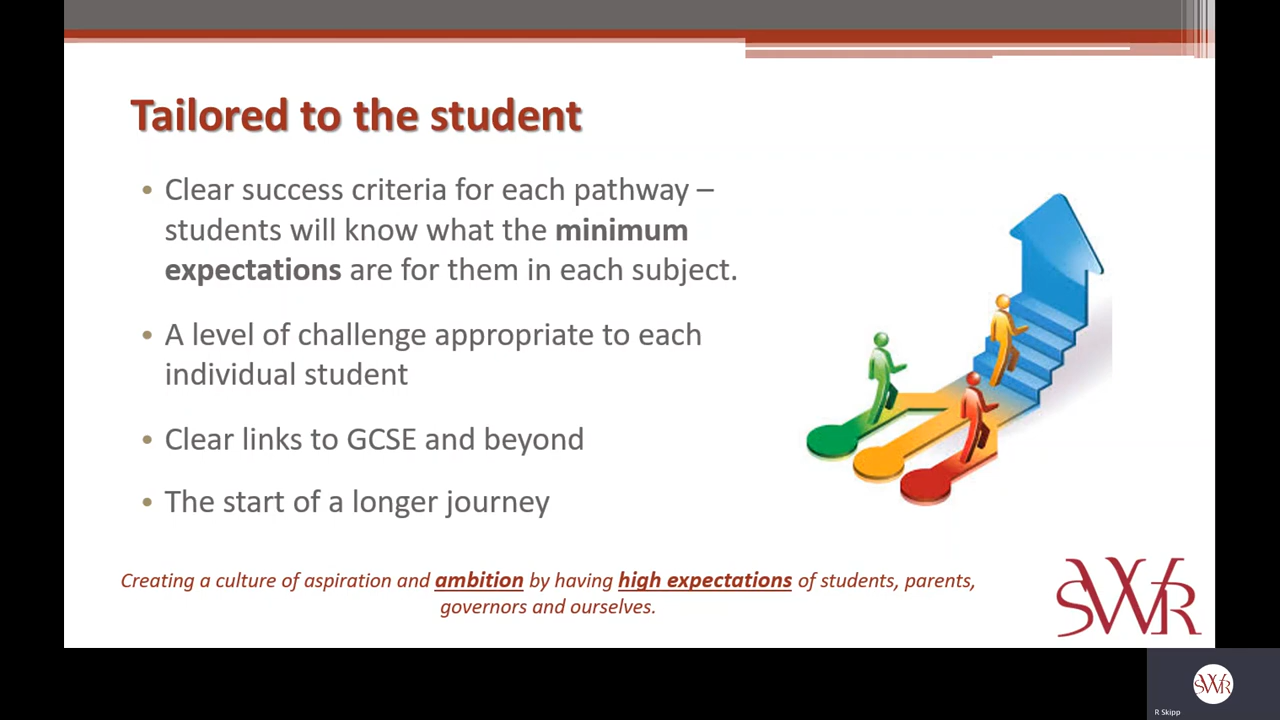 Tailored to the student
• Clear success criteria for each pathway –
students will know what the minimum
expectations are for them in each subject.
• A level of challenge appropriate to each
individual student
• Clear links to GCSE and beyond
• The start of a longer journey
Creating a culture of aspiration and ambition by having high expectations of students, parents,
governors and ourselves.
SWR
SWR
R Skipp